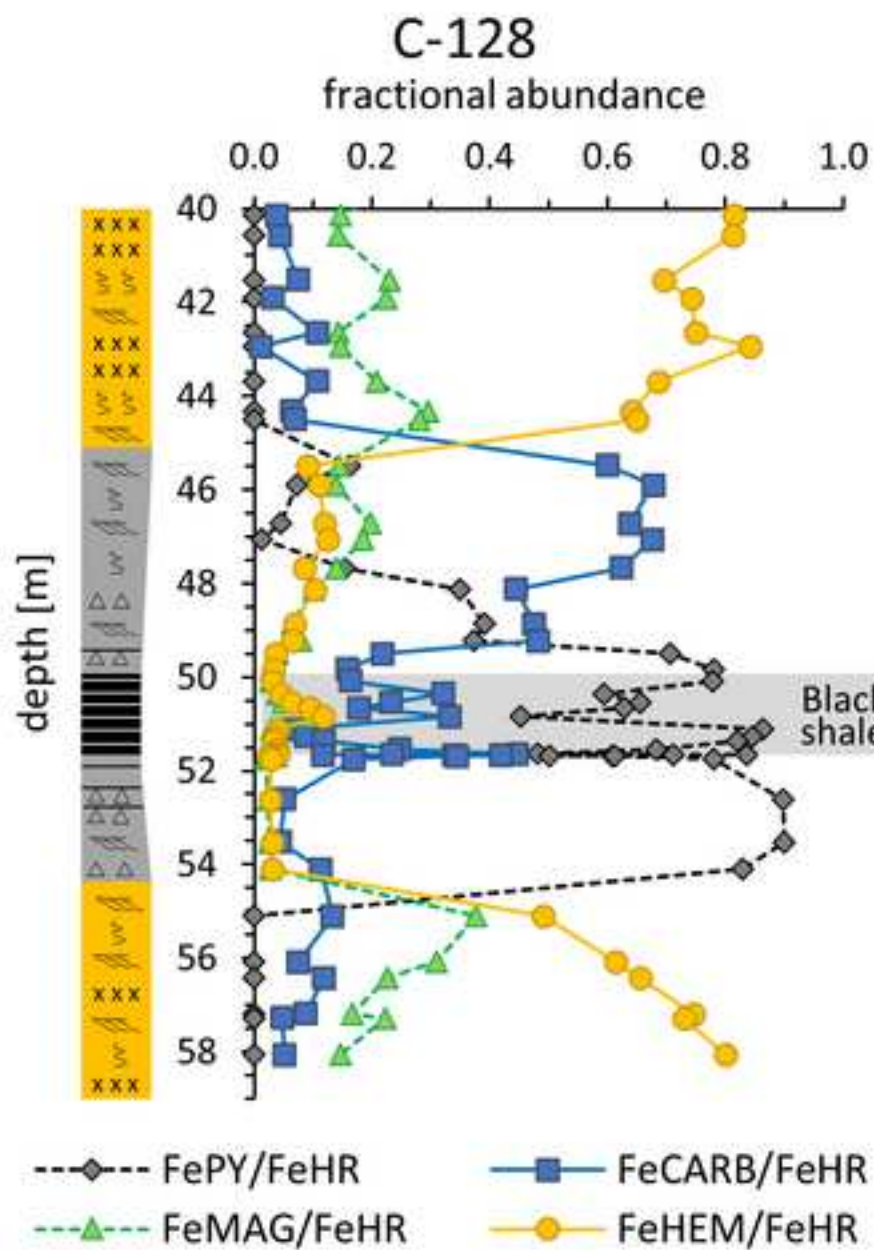 C-128
fractional abundance
0.0 0.2 0.4 0.6 0.8 1.0
depth [m]
40
42
44
46
48
50
52
54
56
58
x x x
x x x
x x x
x x x
x x x
x x x
Black
shale
FePY/FeHR FeCARB/FeHR
FeMAG/FeHR FeHEM/FeHR